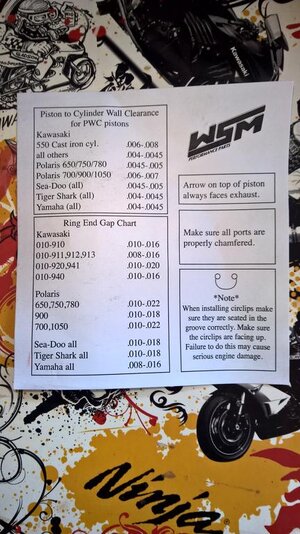 Kawasaki
Piston to Cylinder Wall Clearance
for PWC pistons
Kawasaki
550 Cast iron cyl. .006-.008
all others .004-.0045
Polaris 650/750/780 .0045-.005
Polaris 700/900/1050 .006-.007
Sea-Doo (all) .0045-.005
Tiger Shark (all) .004-.0045
Yamaha (all) .004-.0045
Ring End Gap Chart
Kawasaki
010-910 .010-.016
010-911,912,913 .008-.016
010-920,941 .010-.020
010-940 .010-.016
Polaris
650,750,780 .010-.022
900 .010-.018
700,1050 .010-.022
Sea-Doo all .010-.018
Tiger Shark all .010-.018
Yamaha all .008-.016
WSM
PERFORMANCE PARTS
Arrow on top of piston
always faces exhaust.
Make sure all ports are
properly chamfered.
*Note*
When installing circlips make
sure they are seated in the
groove correctly. Make sure
the circlips are facing up.
Failure to do this may cause
serious engine damage.
Ninja